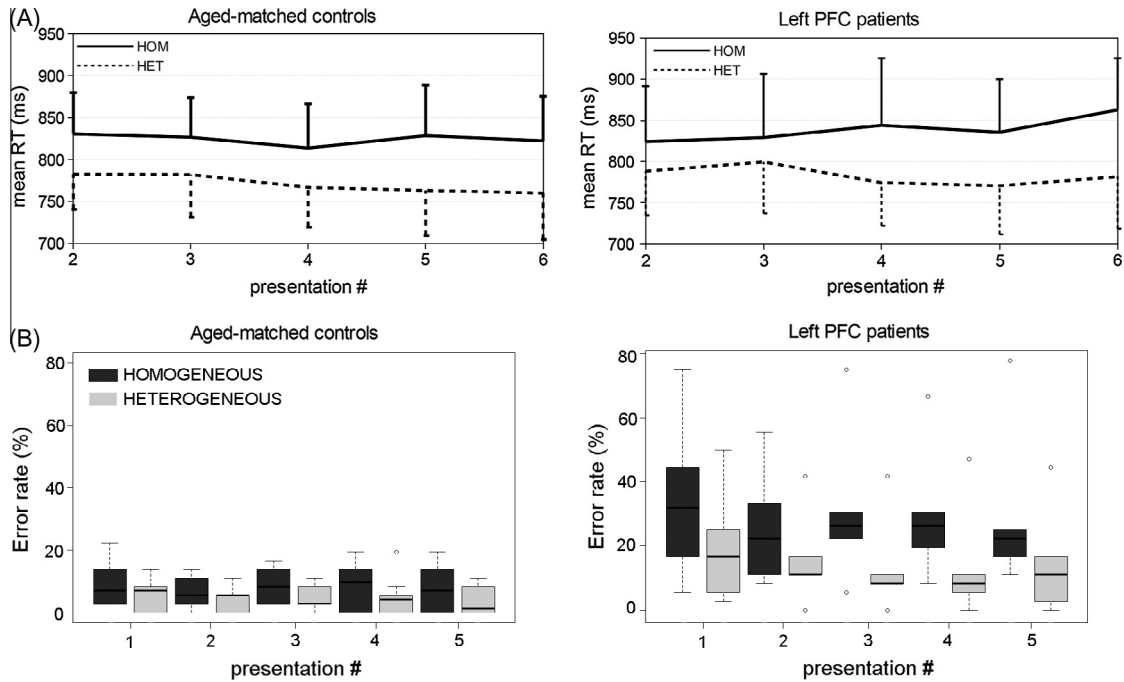 (A)
Aged-matched controls
950
900
850
800
750
700
mean RT (ms)
HOM
HET
2 3 4 5 6
presentation #
Left PFC patients
950
900
850
800
750
700
mean RT (ms)
HOM
HET
2 3 4 5 6
presentation #
(B)
Aged-matched controls
80
60
40
20
0
Error rate (%)
HOMOGENEOUS
HETEROGENEOUS
1 2 3 4 5
presentation #
Left PFC patients
80
60
40
20
0
Error rate (%)
1 2 3 4 5
presentation #